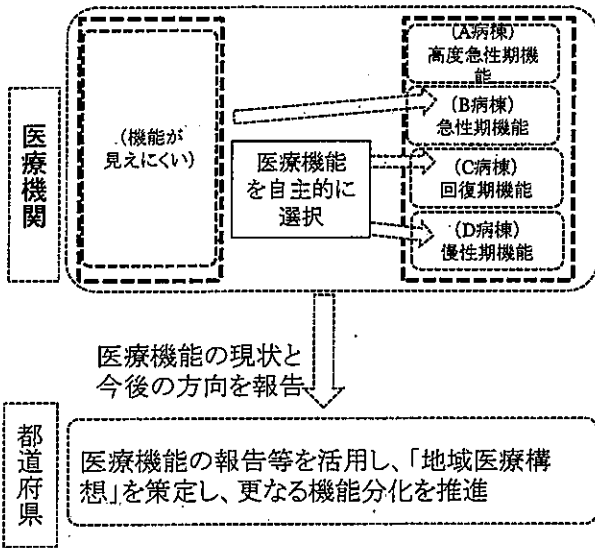 医療機関
(機能が
見えにくい)
医療機能
を自主的に
選択
(A病棟)
高度急性期機
能
(B病棟)
急性期機能
(C病棟)
回復期機能
(D病棟)
慢性期機能
医療機能の現状と
今後の方向を報告
都道府県
医療機能の報告等を活用し、「地域医療構
想」を策定し、更なる機能分化を推進